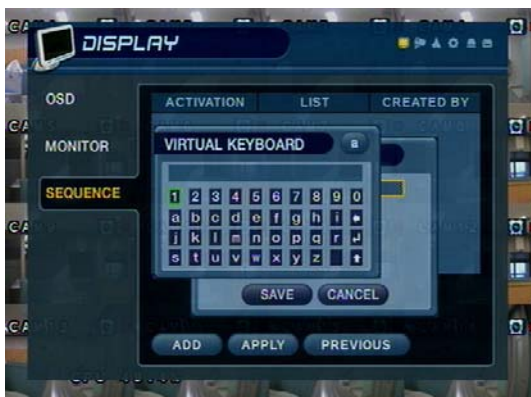 DISPLAY
OSD
MONITOR
SEQUENCE
ACTIVATION LIST CREATED BY
VIRTUAL KEYBOARD a
1 2 3 4 5 6 7 8 9 0
a b c d e f g h i
j k l m n o p q r
s t u v w x y z
SAVE CANCEL
ADD APPLY PREVIOUS